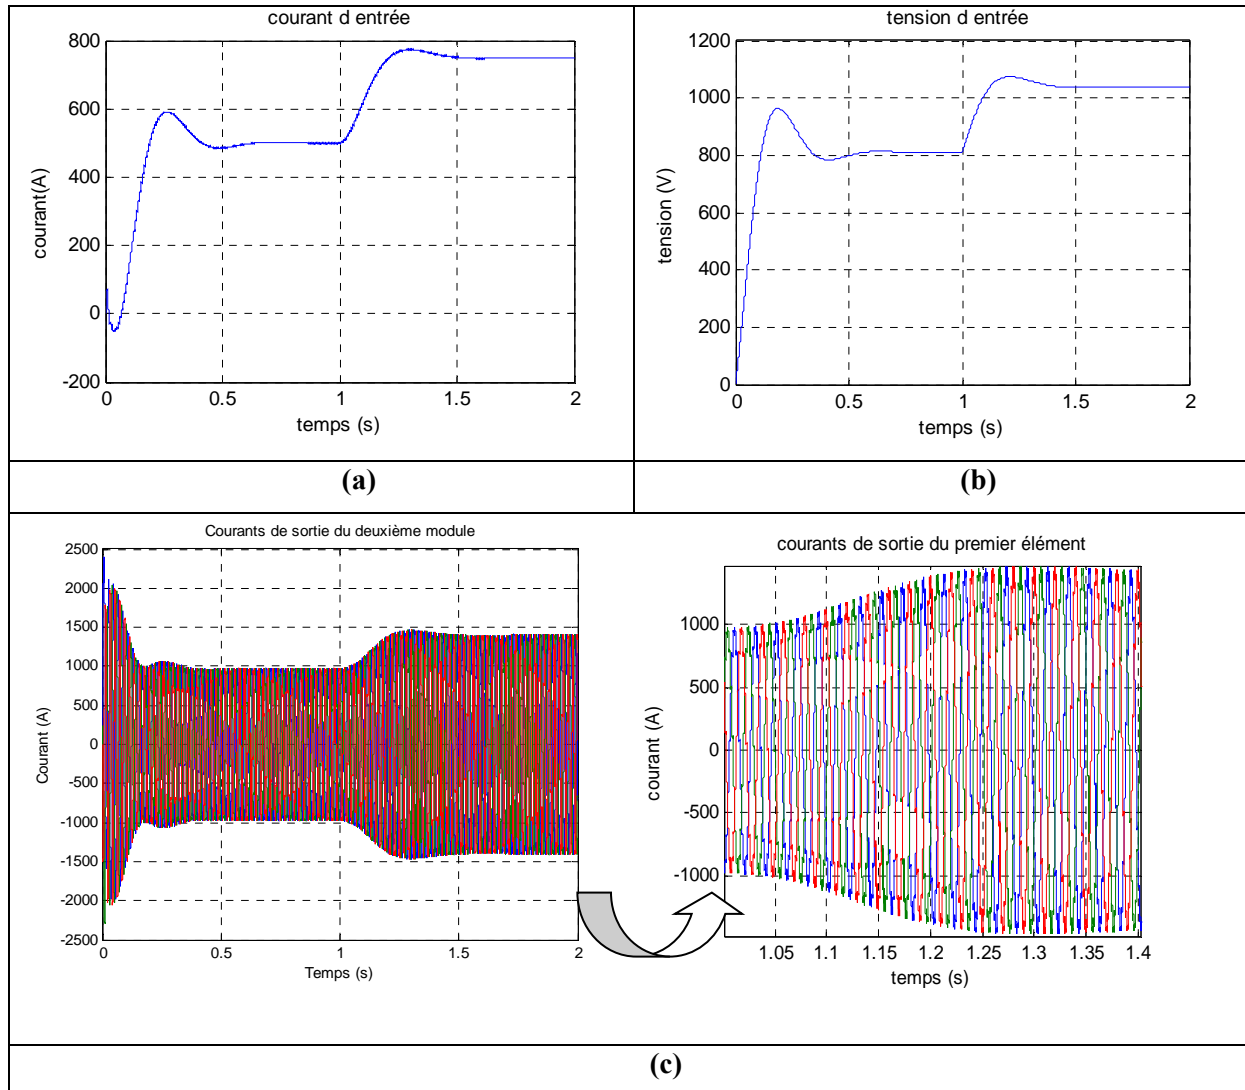 courant d entrée
800
600
400
200
0
-200
courant(A)
0 0.5 1 1.5 2
temps (s)
tension d entrée
1200
1000
800
600
400
200
0
tension (V)
0 0.5 1 1.5 2
temps (s)
(a)
(b)
Courants de sortie du deuxième module
2500
2000
1500
1000
500
0
-500
-1000
-1500
-2000
-2500
Courant (A)
0 0.5 1 1.5 2
Temps (s)
courants de sortie du premier élément
1000
500
0
-500
-1000
courant (A)
1.05 1.1 1.15 1.2 1.25 1.3 1.35 1.4
temps (s)
(c)